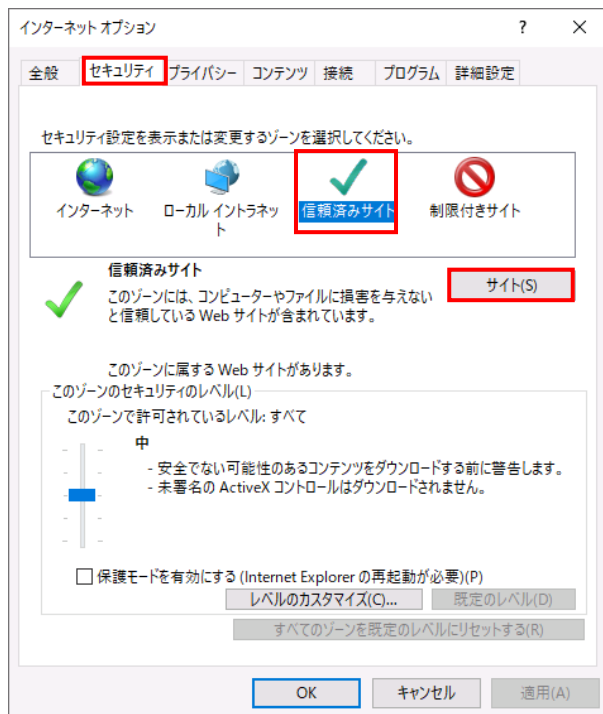 インターネット オプション
?
×
全般 セキュリティ プライバシー コンテンツ 接続 プログラム 詳細設定
セキュリティ設定を表示または変更するゾーンを選択してください。
インターネット
ローカル イントラネッ
ト
信頼済みサイト
制限付きサイト
信頼済みサイト
サイト(S)
このゾーンには、コンピューターやファイルに損害を与えない
と信頼している Web サイトが含まれています。
このゾーンに属する Web サイトがあります。
このゾーンのセキュリティのレベル(L)
このゾーンで許可されているレベル: すべて
中
- 安全でない可能性のあるコンテンツをダウンロードする前に警告します。
- 未署名の ActiveX コントロールはダウンロードされません。
保護モードを有効にする (Internet Explorer の再起動が必要)(P)
レベルのカスタマイズ(C)... 既定のレベル(D)
すべてのゾーンを既定のレベルにリセットする(R)
OK キャンセル 適用(A)